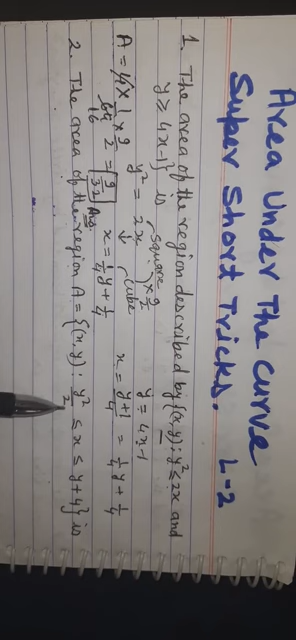 Area Under The Curve
Super Short Tricks. L-2
1. The area of the region described by {(x,y): y² ≤ 2x and
y ≥ 4x-1} is
y² = 2x y = 4x-1
square
cube
× 9/2
x = (y+1)/4 = 1/4 y + 1/4
x = 1/4 y + 1/4
= 9/32 Ans
2. The area of the region A = {(x,y): y²/2 ≤ x ≤ y+4} is